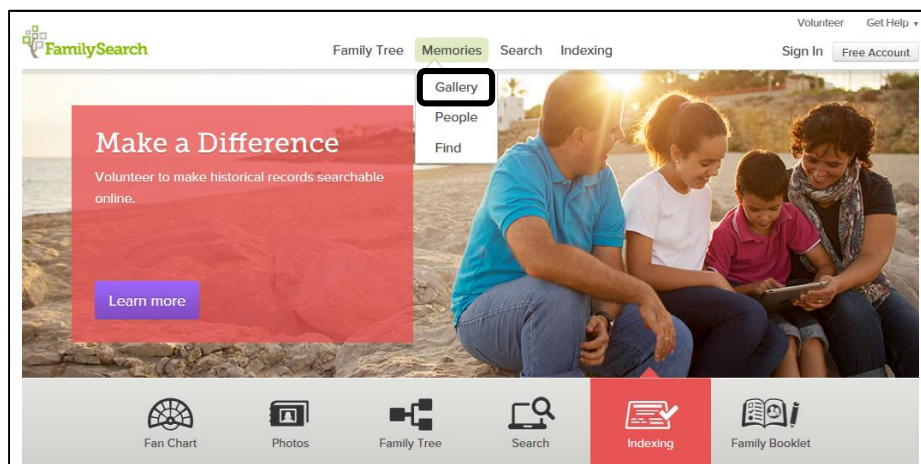 Volunteer Get Help
FamilySearch
Family Tree Memories Search Indexing
Sign In Free Account
Gallery
People
Find
Make a Difference
Volunteer to make historical records searchable
online.
Learn more
Fan Chart Photos Family Tree Search Indexing Family Booklet